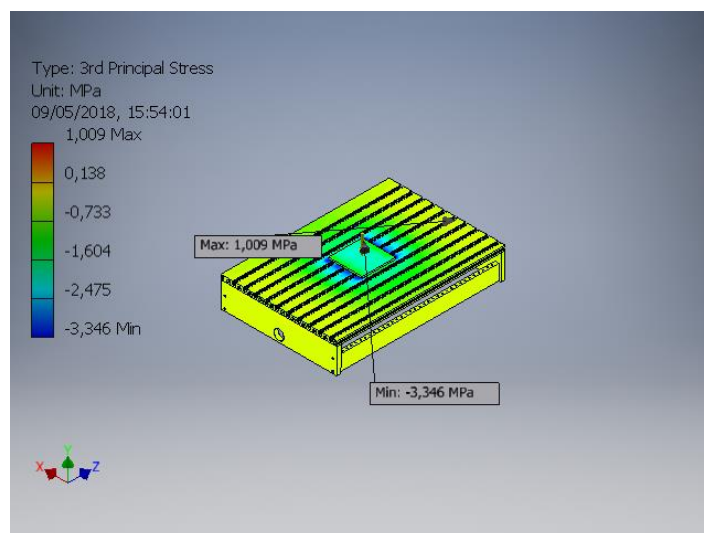 Type: 3rd Principal Stress
Unit: MPa
09/05/2018, 15:54:01
1,009 Max
0,138
-0,733
-1,604
-2,475
-3,346 Min
Max: 1,009 MPa
Min: -3,346 MPa
Y
X
Z